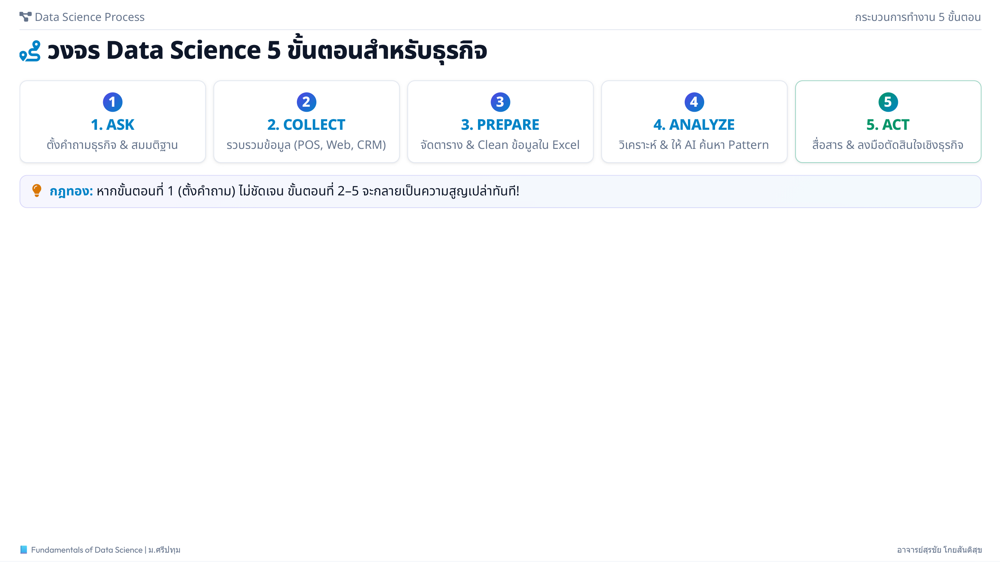 Data Science Process
กระบวนการทำงาน 5 ขั้นตอน
วงจร Data Science 5 ขั้นตอนสำหรับธุรกิจ
1
1. ASK
ตั้งคำถามธุรกิจ & สมมติฐาน
2
2. COLLECT
รวบรวมข้อมูล (POS, Web, CRM)
3
3. PREPARE
จัดตาราง & Clean ข้อมูลใน Excel
4
4. ANALYZE
วิเคราะห์ & ให้ AI ค้นหา Pattern
5
5. ACT
สื่อสาร & ลงมือตัดสินใจเชิงธุรกิจ
กฎทอง: หากขั้นตอนที่ 1 (ตั้งคำถาม) ไม่ชัดเจน ขั้นตอนที่ 2–5 จะกลายเป็นความสูญเปล่าทันที!
Fundamentals of Data Science | ม.ศรีปทุม
อาจารย์สุรชัย โกยสันติสุข